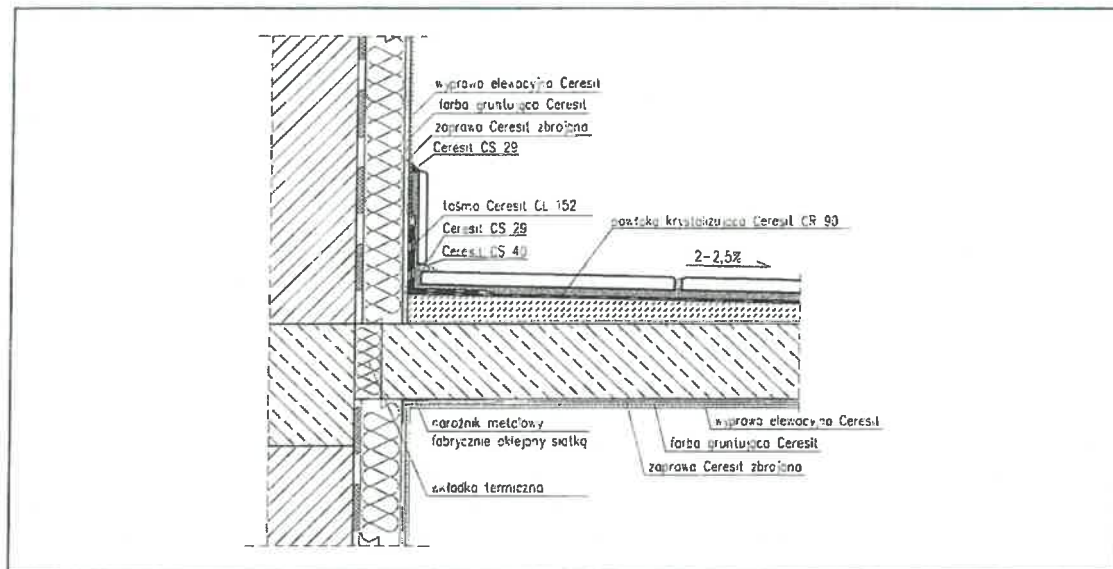 wyprawa elewacyjna Ceresit
farba gruntująca Ceresit
zaprawa Ceresit zbrojona
Ceresit CS 29
taśma Ceresit CL 152
Ceresit CS 29
Ceresit CS 40
powłoka krystalizująca Ceresit CR 90
2-2,5%
narożnik metalowy
fabrycznie oklejony siatką
wyprawa elewacyjna Ceresit
farba gruntująca Ceresit
zaprawa Ceresit zbrojona
wkładka termiczna